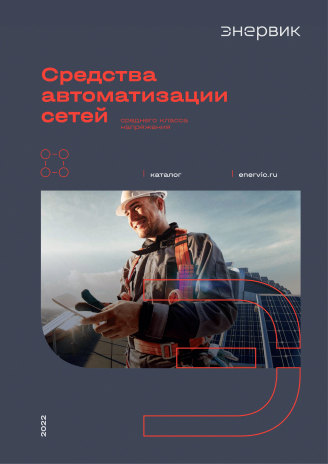 энервик
Средства
автоматизации
сетей
среднего класса
напряжения
каталог
enervic.ru
2022